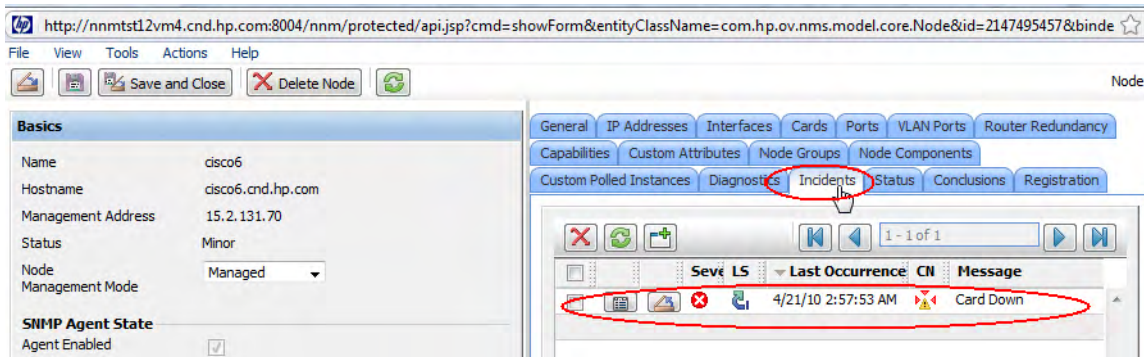 http://nnmtst12vm4.cnd.hp.com:8004/nnm/protected/api.jsp?cmd=showForm&entityClassName=com.hp.ov.nms.model.core.Node&id=2147495457&binde
File View Tools Actions Help
Save and Close Delete Node Node
Basics
Name cisco6
Hostname cisco6.cnd.hp.com
Management Address 15.2.131.70
Status Minor
Node Management Mode Managed
SNMP Agent State
Agent Enabled
General IP Addresses Interfaces Cards Ports VLAN Ports Router Redundancy
Capabilities Custom Attributes Node Groups Node Components
Custom Polled Instances Diagnostics Incidents Status Conclusions Registration
1 - 1 of 1
Seve LS Last Occurrence CN Message
4/21/10 2:57:53 AM Card Down